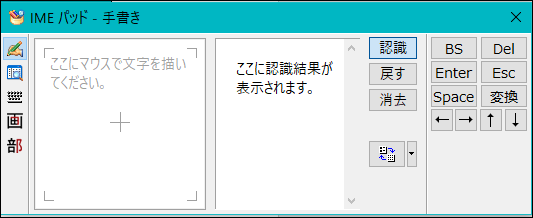 IME パッド - 手書き
ここにマウスで文字を描い
てください。
ここに認識結果が
表示されます。
認識
戻す
消去
BS
Del
Enter
Esc
Space
変換
←
→
↑
↓
画
部